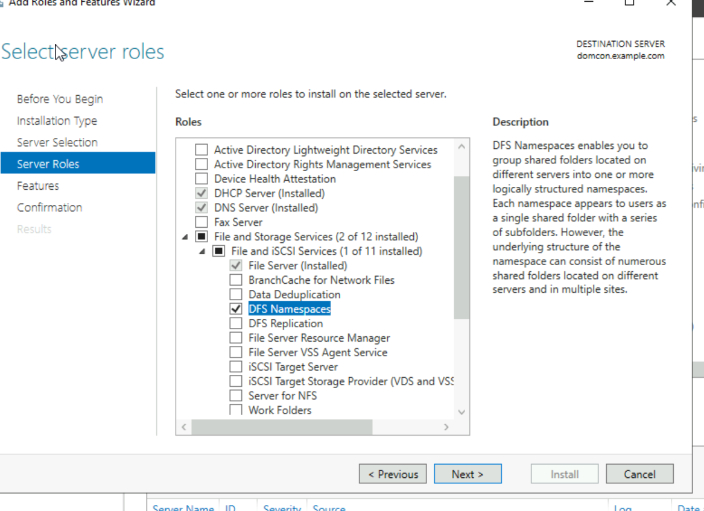 Add Roles and Features Wizard
Select server roles
DESTINATION SERVER
domcon.example.com
Before You Begin
Installation Type
Server Selection
Server Roles
Features
Confirmation
Results
Select one or more roles to install on the selected server.
Roles
Active Directory Lightweight Directory Services
Active Directory Rights Management Services
Device Health Attestation
DHCP Server (Installed)
DNS Server (Installed)
Fax Server
File and Storage Services (2 of 12 installed)
File and iSCSI Services (1 of 11 installed)
File Server (Installed)
BranchCache for Network Files
Data Deduplication
DFS Namespaces
DFS Replication
File Server Resource Manager
File Server VSS Agent Service
iSCSI Target Server
iSCSI Target Storage Provider (VDS and VSS
Server for NFS
Work Folders
Description
DFS Namespaces enables you to
group shared folders located on
different servers into one or more
logically structured namespaces.
Each namespace appears to users as
a single shared folder with a series
of subfolders. However, the
underlying structure of the
namespace can consist of numerous
shared folders located on different
servers and in multiple sites.
< Previous
Next >
Install
Cancel
Server Name ID Severity Source Log Date